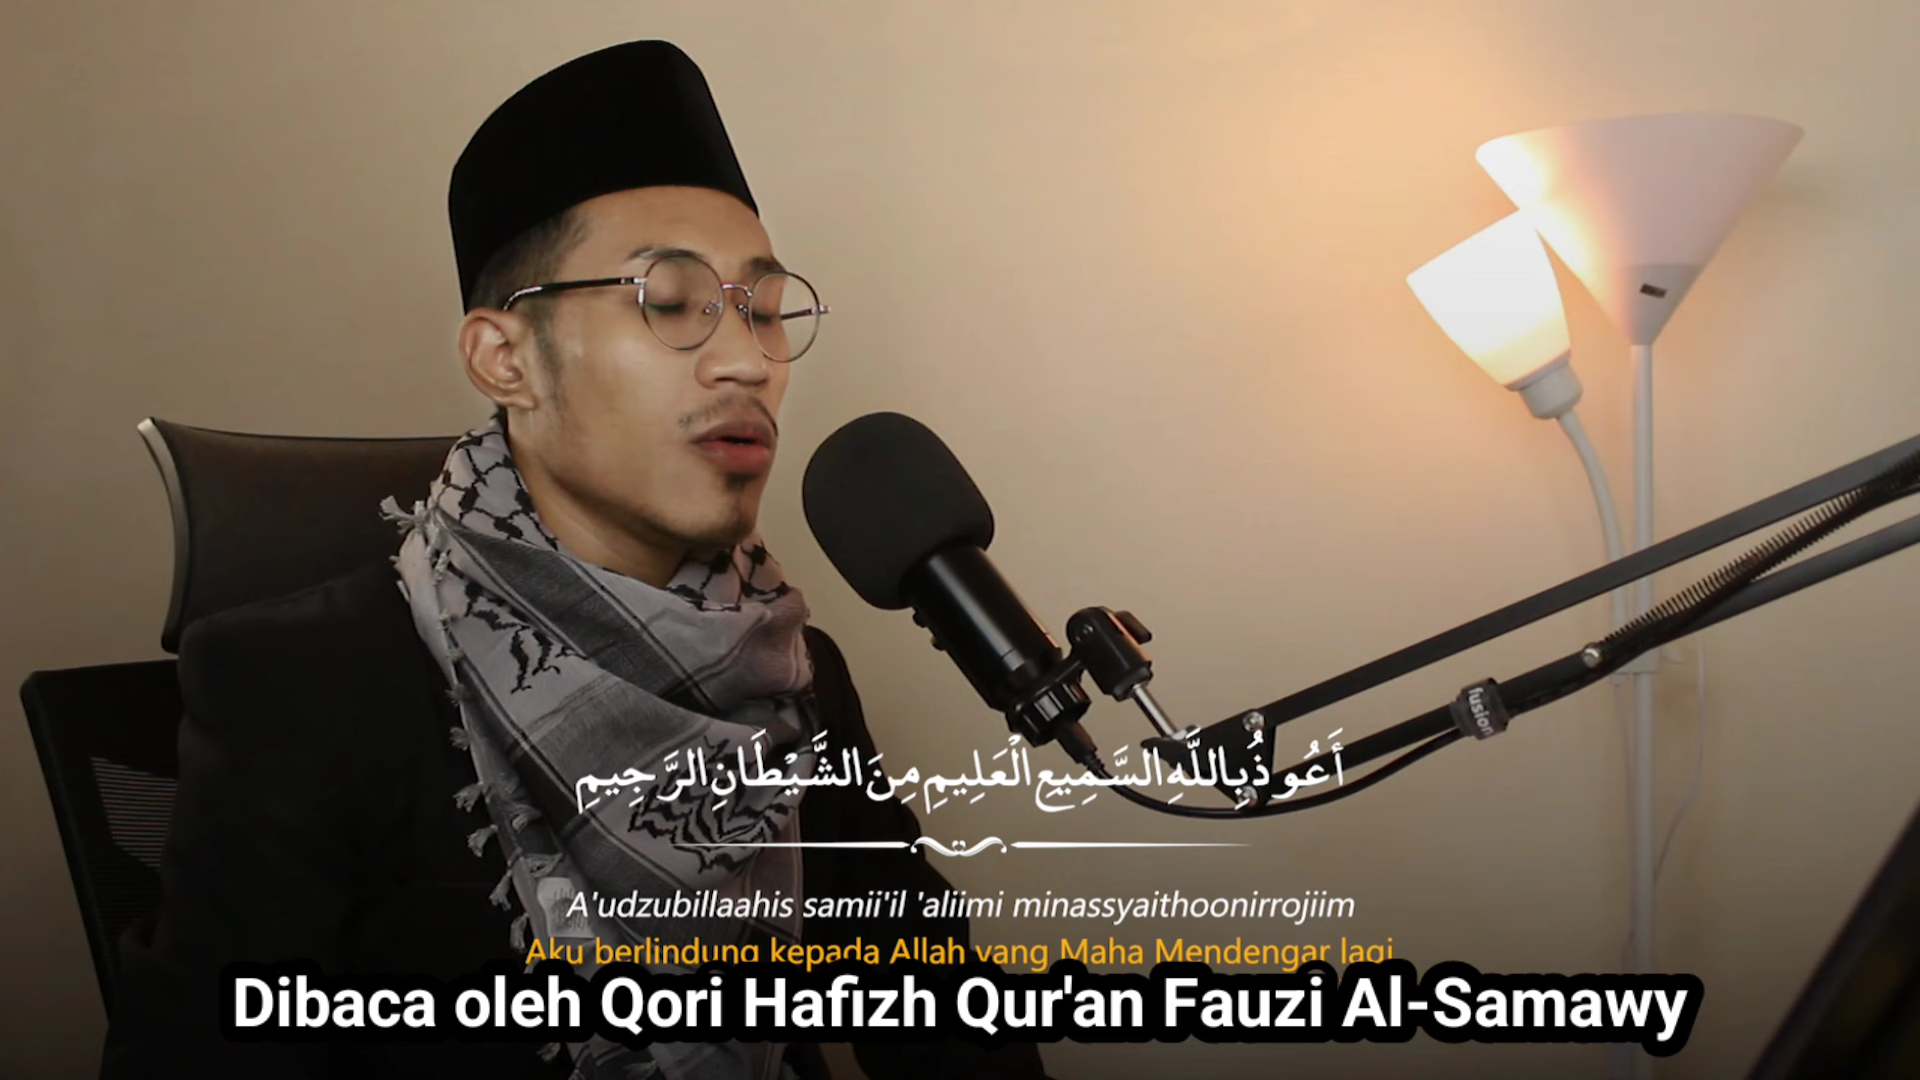 أَعُوذُ بِاللَّهِ السَّمِيعِ الْعَلِيمِ مِنَ الشَّيْطَانِ الرَّجِيمِ
A'udzubillaahis samii'il 'aliimi minassyaithoonirrojiim
Aku berlindung kepada Allah yang Maha Mendengar lagi
Dibaca oleh Qori Hafizh Qur'an Fauzi Al-Samawy
fusion